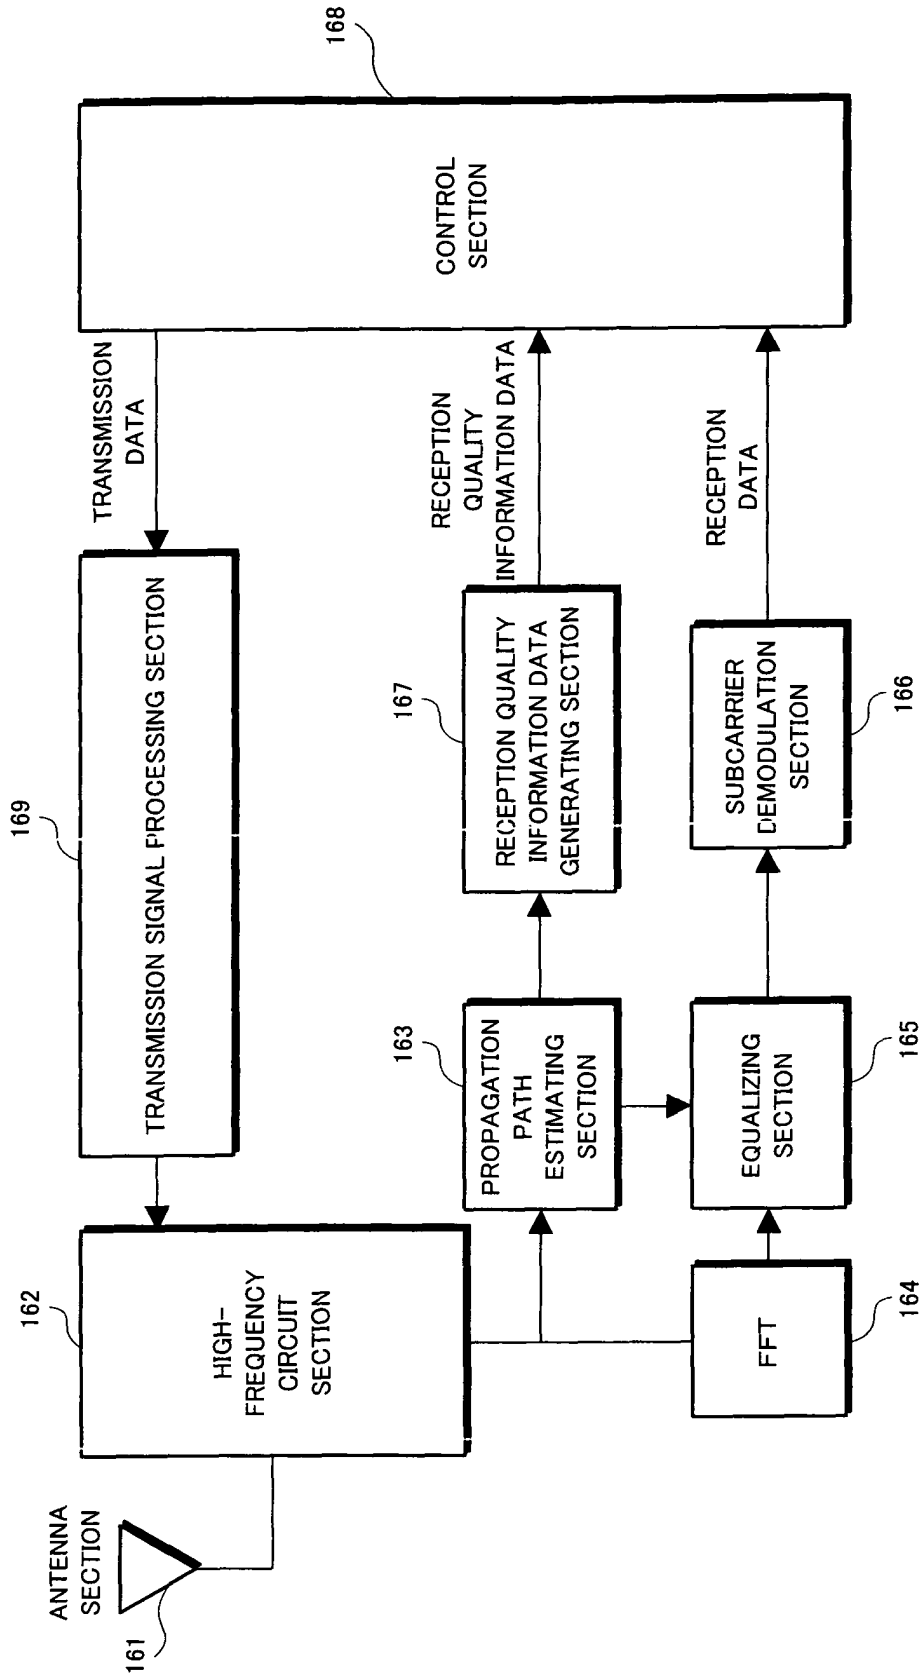 ANTENNA
SECTION
161
162
HIGH-
FREQUENCY
CIRCUIT
SECTION
169
TRANSMISSION SIGNAL PROCESSING SECTION
TRANSMISSION
DATA
168
CONTROL
SECTION
163
PROPAGATION
PATH
ESTIMATING
SECTION
167
RECEPTION QUALITY
INFORMATION DATA
GENERATING SECTION
RECEPTION
QUALITY
INFORMATION DATA
FFT
164
EQUALIZING
SECTION
165
SUBCARRIER
DEMODULATION
SECTION
166
RECEPTION
DATA